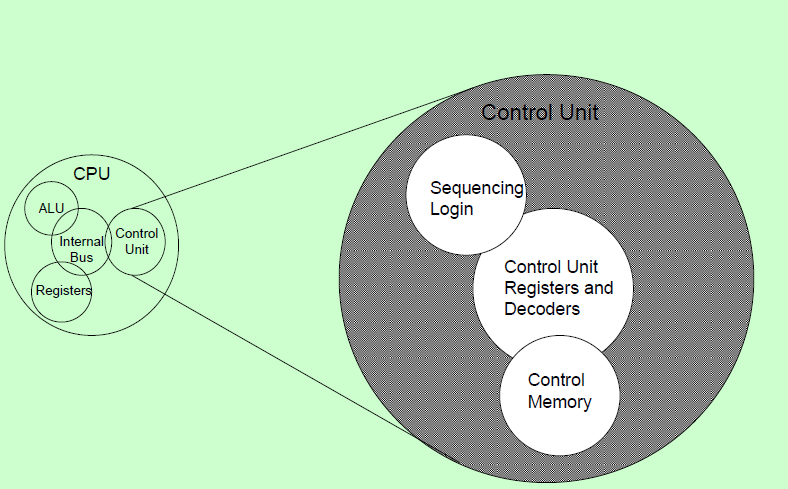 CPU
ALU
Internal
Bus
Control
Unit
Registers
Control Unit
Sequencing
Login
Control Unit
Registers and
Decoders
Control
Memory